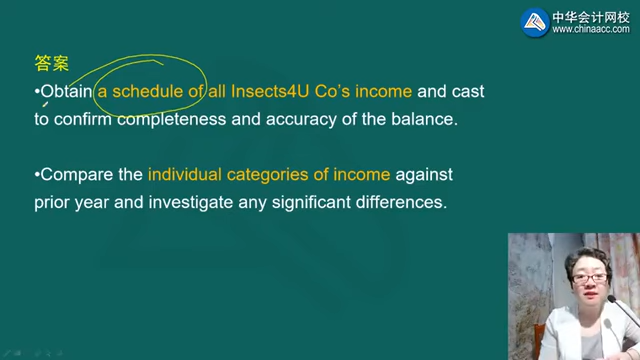 中华会计网校
www.chinaacc.com
答案
•Obtain a schedule of all Insects4U Co's income and cast
to confirm completeness and accuracy of the balance.
•Compare the individual categories of income against
prior year and investigate any significant differences.